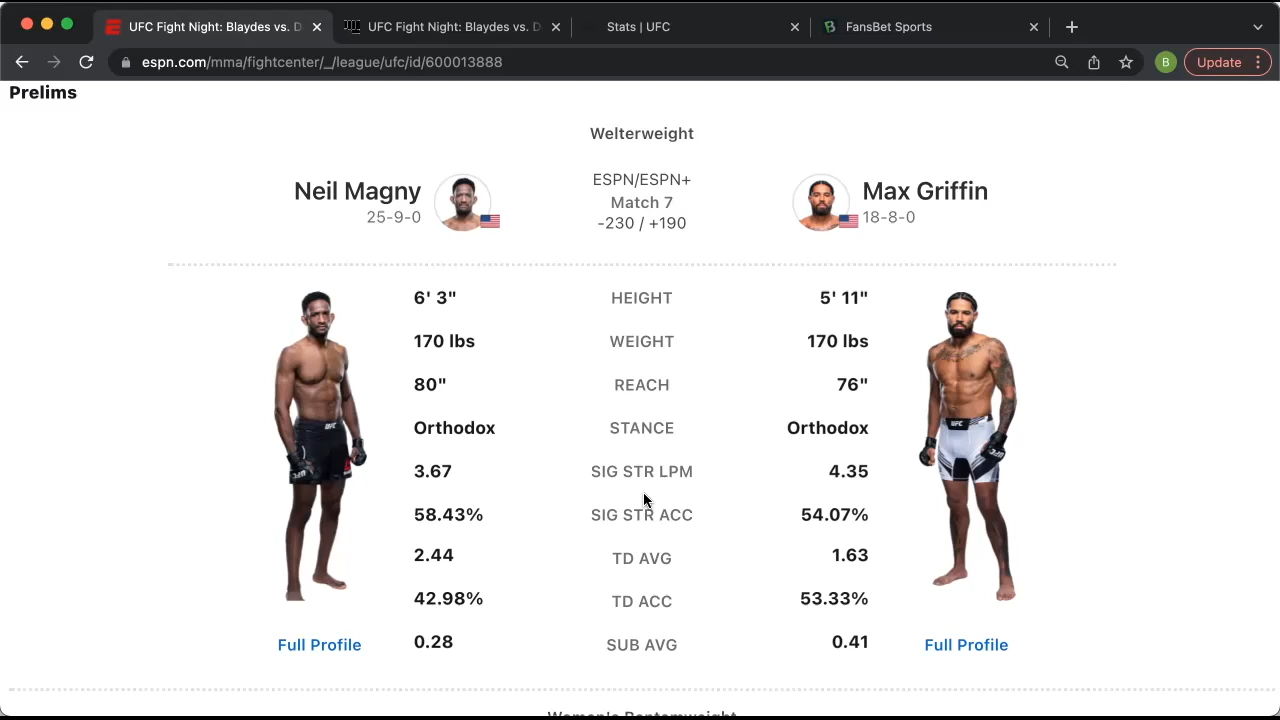 UFC Fight Night: Blaydes vs. D
UFC Fight Night: Blaydes vs. D
Stats | UFC
FansBet Sports
espn.com/mma/fightcenter/_/league/ufc/id/600013888
B
Update
Prelims
Welterweight
Neil Magny
25-9-0
ESPN/ESPN+
Match 7
-230 / +190
Max Griffin
18-8-0
6' 3" HEIGHT 5' 11"
170 lbs WEIGHT 170 lbs
80" REACH 76"
Orthodox STANCE Orthodox
3.67 SIG STR LPM 4.35
58.43% SIG STR ACC 54.07%
2.44 TD AVG 1.63
42.98% TD ACC 53.33%
0.28 SUB AVG 0.41
Full Profile
Full Profile
Women's Bantamweight